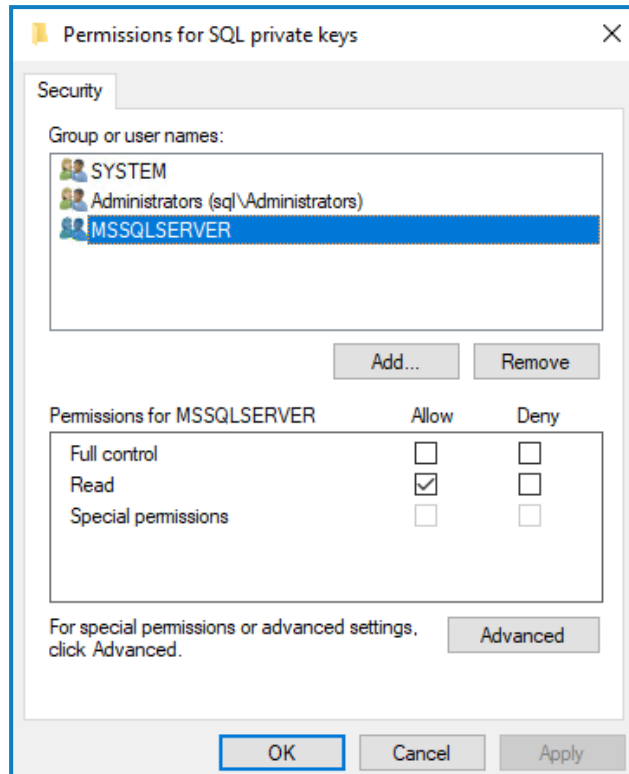 Permissions for SQL private keys
Security
Group or user names:
SYSTEM
Administrators (sql\Administrators)
MSSQLSERVER
Add...
Remove
Permissions for MSSQLSERVER Allow Deny
Full control
Read
Special permissions
For special permissions or advanced settings,
click Advanced.
Advanced
OK
Cancel
Apply